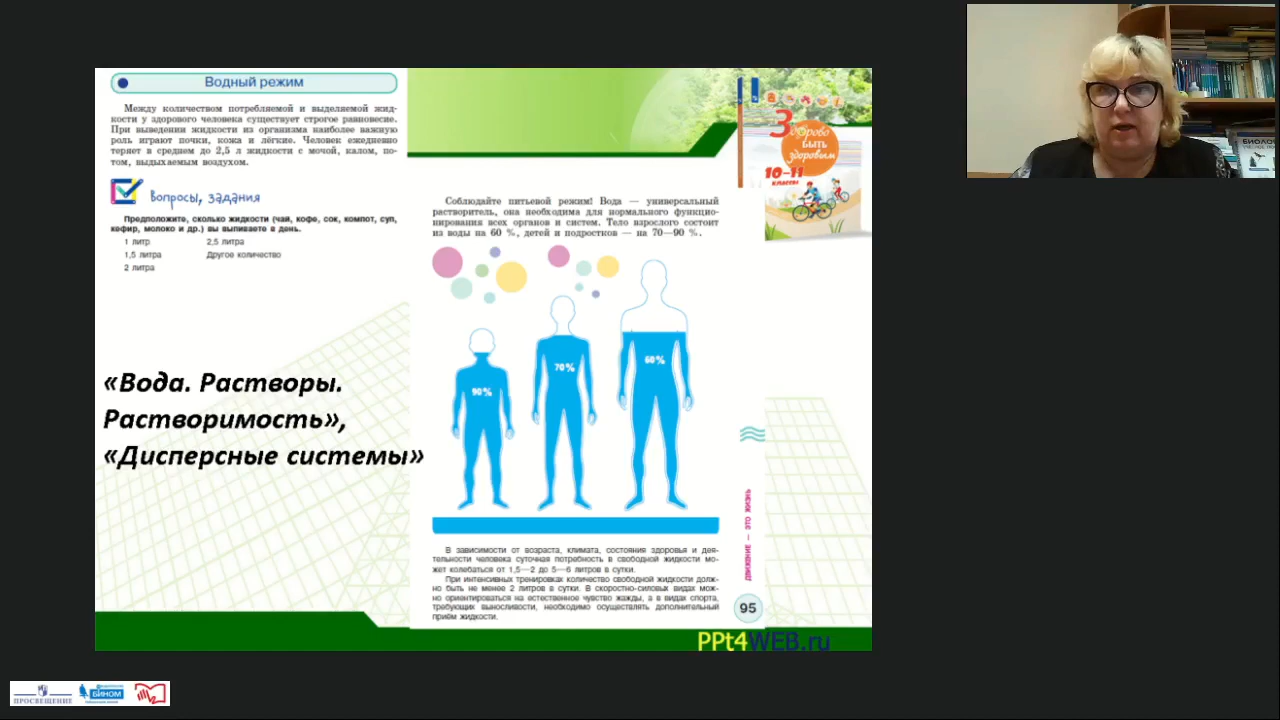 Водный режим
Между количеством потребляемой и выделяемой жид-
кости у здорового человека существует строгое равновесие.
При выведении жидкости из организма наиболее важную
роль играют почки, кожа и лёгкие. Человек ежедневно
теряет в среднем до 2,5 л жидкости с мочой, калом, по-
том, выдыхаемым воздухом.
Вопросы, задания
Предположите, сколько жидкости (чай, кофе, сок, компот, суп,
кефир, молоко и др.) вы выпиваете в день.
1 литр
2,5 литра
1,5 литра
Другое количество
2 литра
«Вода. Растворы.
Растворимость»,
«Дисперсные системы»
Соблюдайте питьевой режим! Вода — универсальный
растворитель, она необходима для нормального функцио-
нирования всех органов и систем. Тело взрослого состоит
из воды на 60 %, детей и подростков — на 70—90 %.
90%
70%
60%
В зависимости от возраста, климата, состояния здоровья и дея-
тельности человека суточная потребность в свободной жидкости мо-
жет колебаться от 1,5—2 до 5—6 литров в сутки.
При интенсивных тренировках количество свободной жидкости долж-
но быть не менее 2 литров в сутки. В скоростно-силовых видах мож-
но ориентироваться на естественное чувство жажды, а в видах спорта,
требующих выносливости, необходимо осуществлять дополнительный
приём жидкости.
ДВИЖЕНИЕ — ЭТО ЖИЗНЬ
95
Здорово
быть
здоровым
10–11
классы
PPt4WEB.ru
ПРОСВЕЩЕНИЕ
БИНОМ